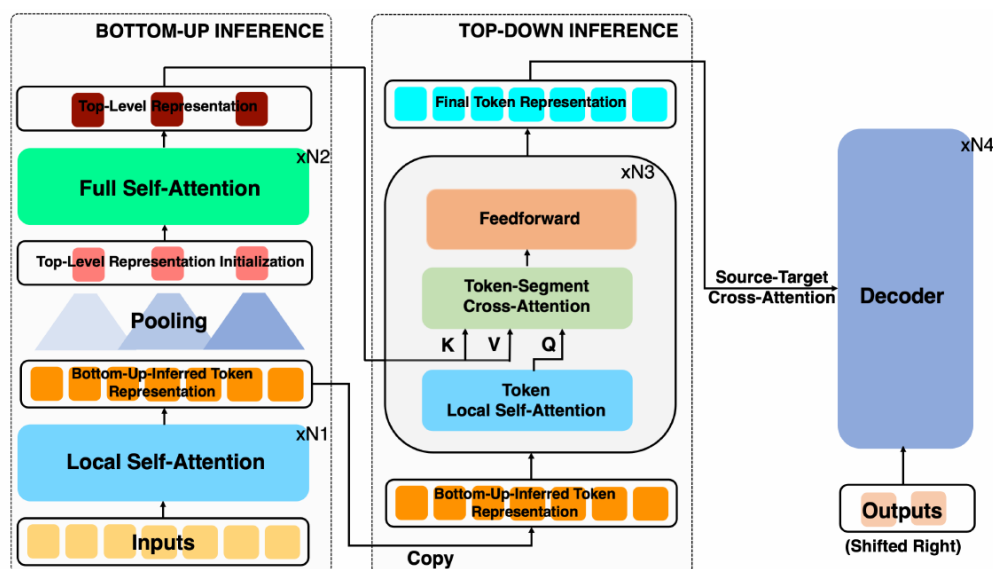 BOTTOM-UP INFERENCE
Top-Level Representation
xN2
Full Self-Attention
Top-Level Representation Initialization
Pooling
Bottom-Up-Inferred Token
Representation
xN1
Local Self-Attention
Inputs
Copy
TOP-DOWN INFERENCE
Final Token Representation
xN3
Feedforward
Token-Segment
Cross-Attention
K V Q
Token
Local Self-Attention
Bottom-Up-Inferred Token
Representation
Source-Target
Cross-Attention
xN4
Decoder
Outputs
(Shifted Right)